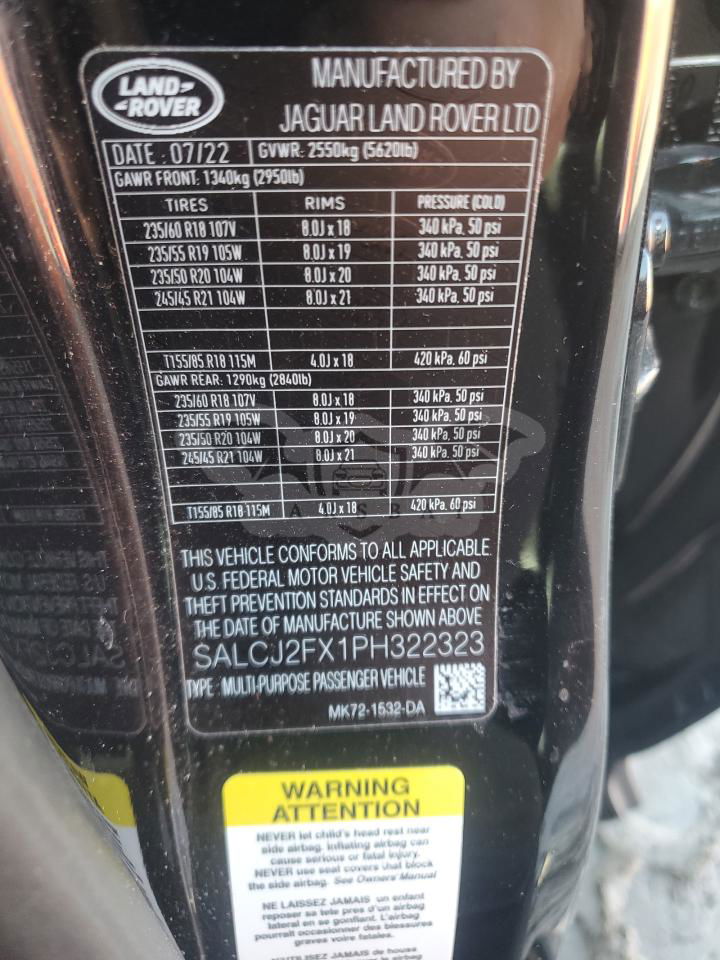 LAND-
-ROVER
MANUFACTURED BY
JAGUAR LAND ROVER LTD
DATE : 07/22 GVWR: 2550kg (5620lb)
GAWR FRONT: 1340kg (2950lb)
TIRES RIMS PRESSURE (COLD)
235/60 R18 107V 8.0J x 18 340 kPa, 50 psi
235/55 R19 105W 8.0J x 19 340 kPa, 50 psi
235/50 R20 104W 8.0J x 20 340 kPa, 50 psi
245/45 R21 104W 8.0J x 21 340 kPa, 50 psi
T155/85 R18 115M 4.0J x 18 420 kPa, 60 psi
GAWR REAR: 1290kg (2840lb)
235/60 R18 107V 8.0J x 18 340 kPa, 50 psi
235/55 R19 105W 8.0J x 19 340 kPa, 50 psi
235/50 R20 104W 8.0J x 20 340 kPa, 50 psi
245/45 R21 104W 8.0J x 21 340 kPa, 50 psi
T155/85 R18 115M 4.0J x 18 420 kPa, 60 psi
THIS VEHICLE CONFORMS TO ALL APPLICABLE
U.S. FEDERAL MOTOR VEHICLE SAFETY AND
THEFT PREVENTION STANDARDS IN EFFECT ON
THE DATE OF MANUFACTURE SHOWN ABOVE
SALCJ2FX1PH322323
TYPE : MULTI-PURPOSE PASSENGER VEHICLE
MK72-1532-DA
WARNING
ATTENTION
NEVER let child's head rest near
side airbag. Inflating airbag can
cause serious or fatal injury.
NEVER use seat covers that block
the side airbag. See Owners Manual
NE LAISSEZ JAMAIS un enfant
reposer sa tete pres d'un airbag
lateral en se gonflant. L'airbag
pourrait occasionner des blessures
graves voire fatales.
N'UTILISEZ JAMAIS de house